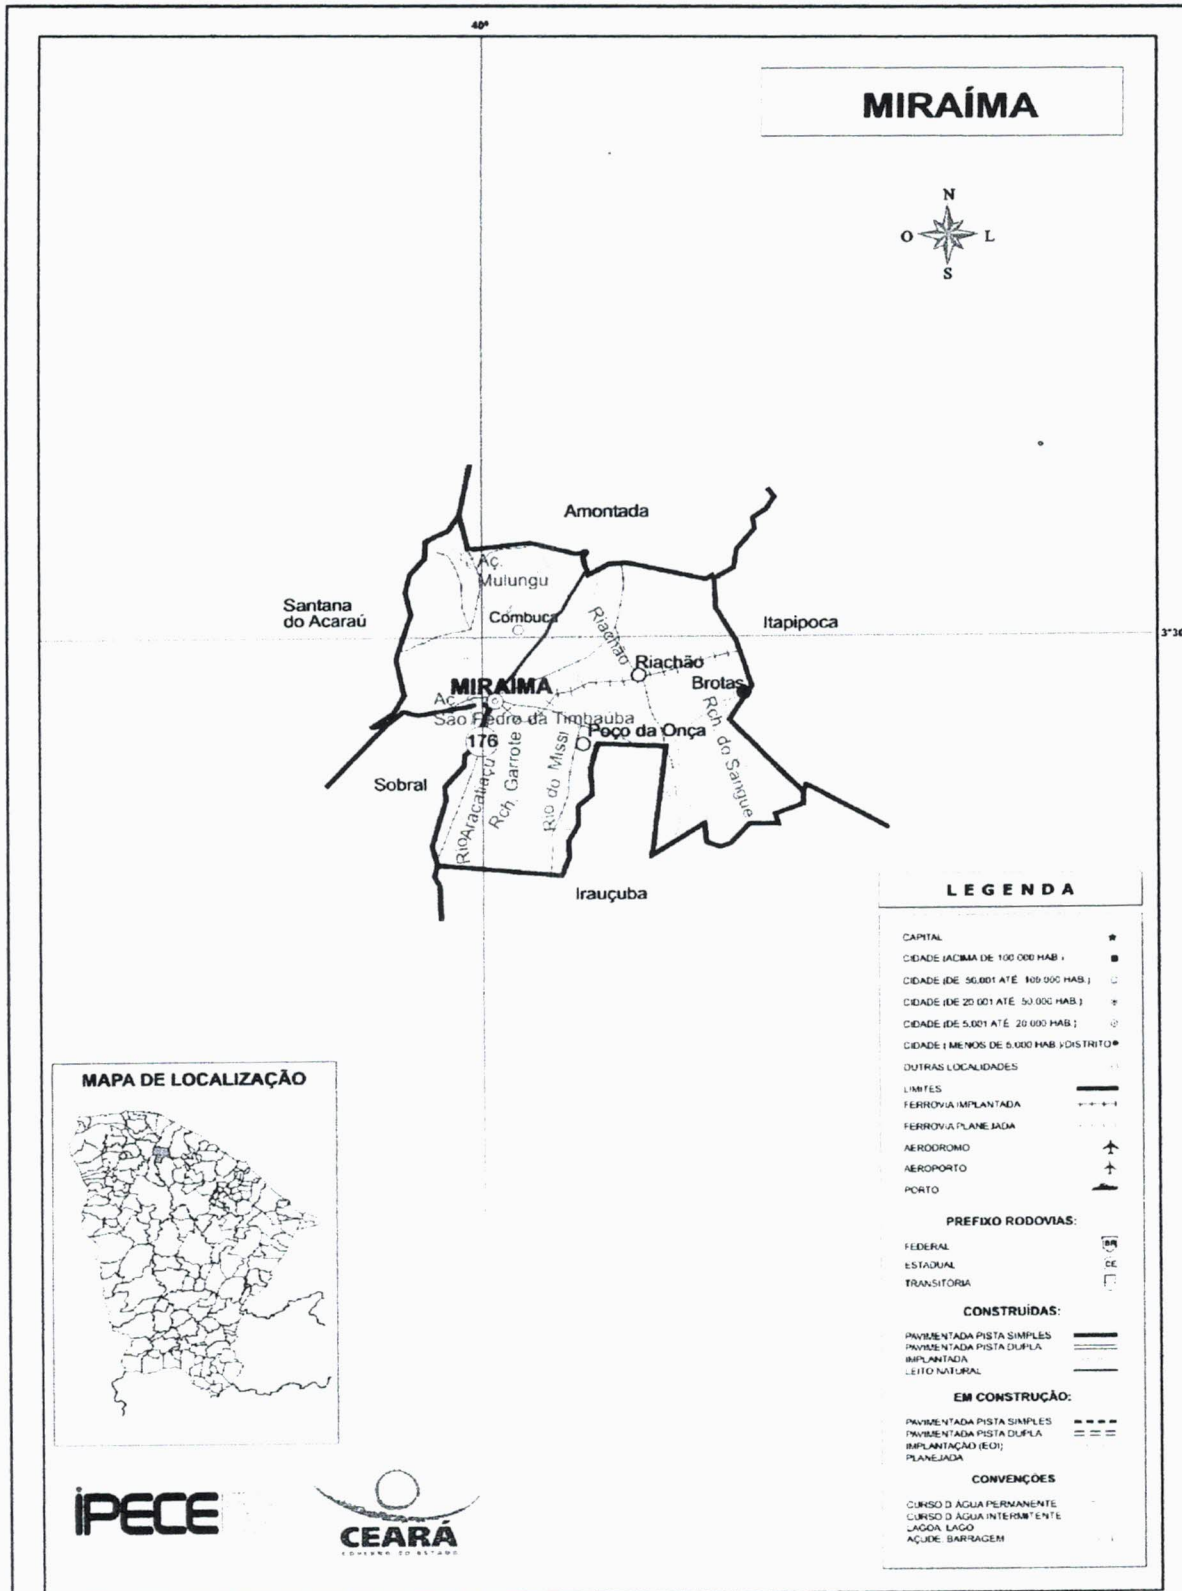 40°
MIRAÍMA
N
O
L
S
Amontada
Aç.
Mulungu
Santana
do Acaraú
Combuca
Itapipoca
3°30
Riachão
Riachão
MIRAÍMA
Brotas
Aç.
São Pedro da Timbaúba
176
Poço da Onça
Sobral
Rio Aracatiaçu
Rch. Garrote
Rio do Missi
Rch. do Sangue
Irauçuba
LEGENDA
CAPITAL
CIDADE (ACIMA DE 100.000 HAB.)
CIDADE (DE 50.001 ATÉ 100.000 HAB.)
CIDADE (DE 20.001 ATÉ 50.000 HAB.)
CIDADE (DE 5.001 ATÉ 20.000 HAB.)
CIDADE (MENOS DE 5.000 HAB.)/DISTRITO
OUTRAS LOCALIDADES
LIMITES
FERROVIA IMPLANTADA
FERROVIA PLANEJADA
AERÓDROMO
AEROPORTO
PORTO
PREFIXO RODOVIAS:
FEDERAL
BR
ESTADUAL
CE
TRANSITÓRIA
CONSTRUÍDAS:
PAVIMENTADA PISTA SIMPLES
PAVIMENTADA PISTA DUPLA
IMPLANTADA
LEITO NATURAL
EM CONSTRUÇÃO:
PAVIMENTADA PISTA SIMPLES
PAVIMENTADA PISTA DUPLA
IMPLANTAÇÃO (EOI)
PLANEJADA
CONVENÇÕES
CURSO D ÁGUA PERMANENTE
CURSO D ÁGUA INTERMITENTE
LAGOA, LAGO
AÇUDE, BARRAGEM
MAPA DE LOCALIZAÇÃO
iPECE
CEARÁ
GOVERNO DO ESTADO